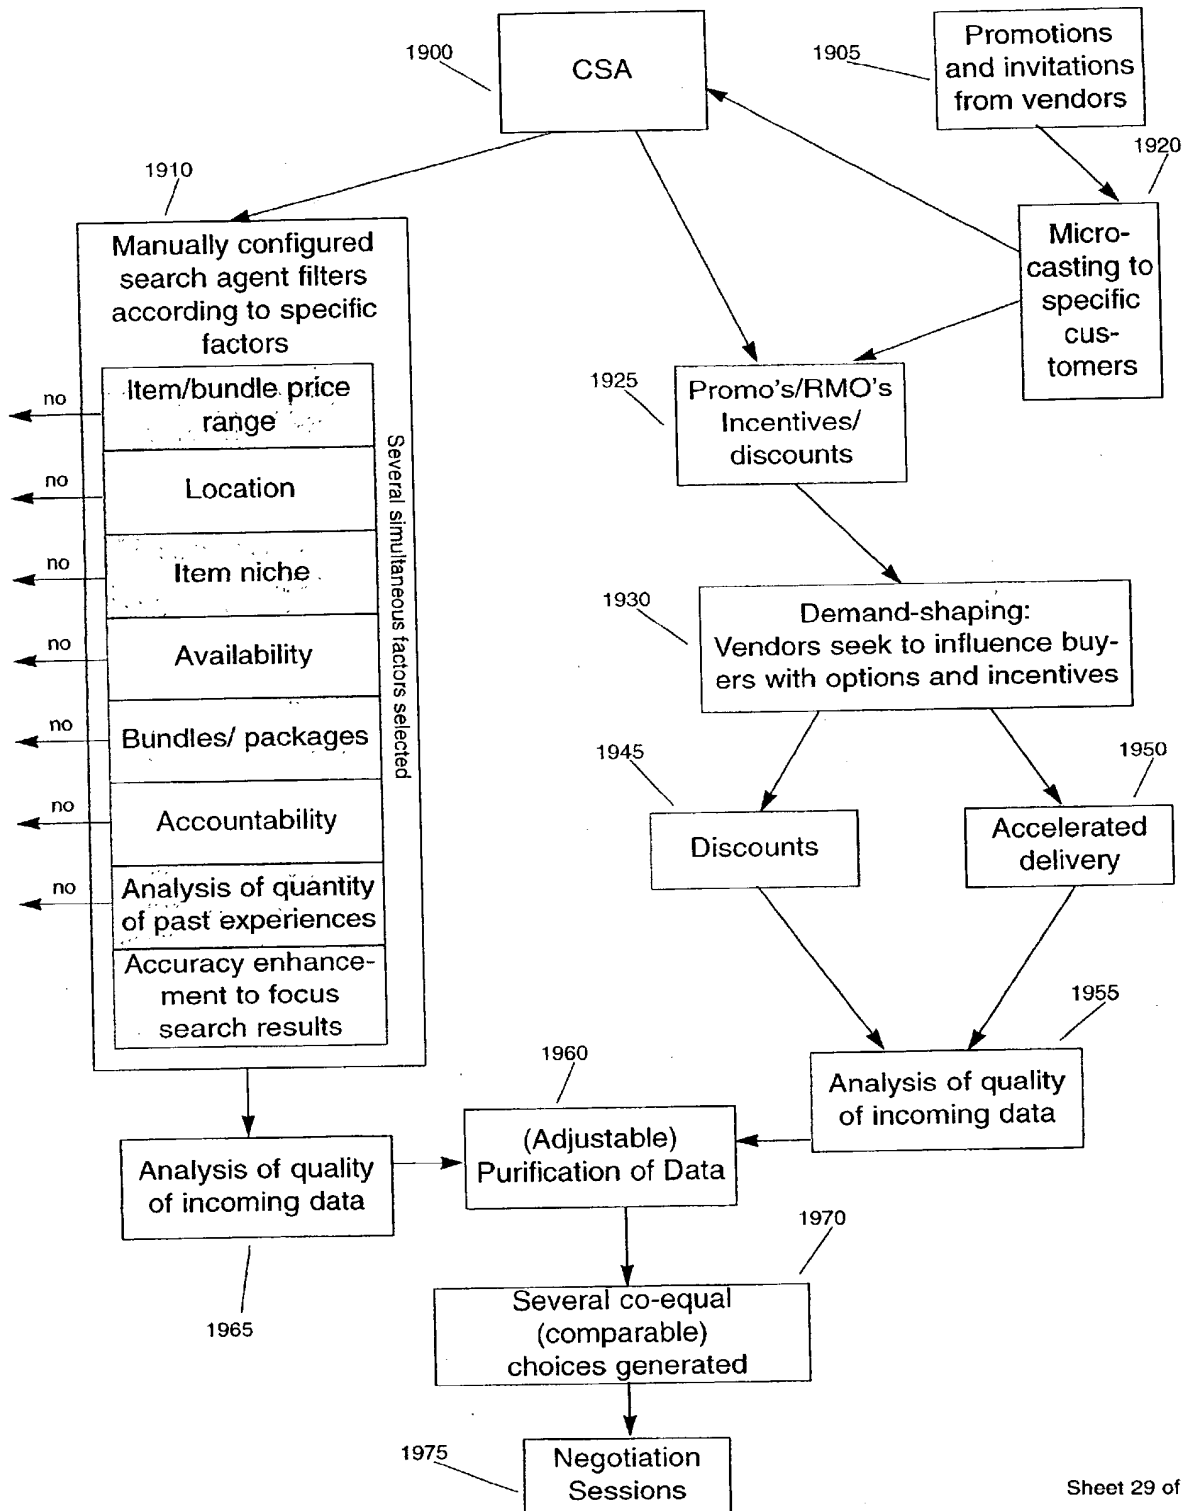 1900
CSA
1905
Promotions
and invitations
from vendors
1910
1920
Manually configured
search agent filters
according to specific
factors
Micro-
casting to
specific
cus-
tomers
no
Item/bundle price
range
no
Location
no
Item niche
no
Availability
no
Bundles/ packages
no
Accountability
no
Analysis of quantity
of past experiences
Accuracy enhance-
ment to focus
search results
Several simultaneous factors selected
1925
Promo's/RMO's
Incentives/
discounts
1930
Demand-shaping:
Vendors seek to influence buy-
ers with options and incentives
1945
Discounts
1950
Accelerated
delivery
1955
Analysis of quality
of incoming data
1960
(Adjustable)
Purification of Data
Analysis of quality
of incoming data
1965
1970
Several co-equal
(comparable)
choices generated
1975
Negotiation
Sessions
Sheet 29 of